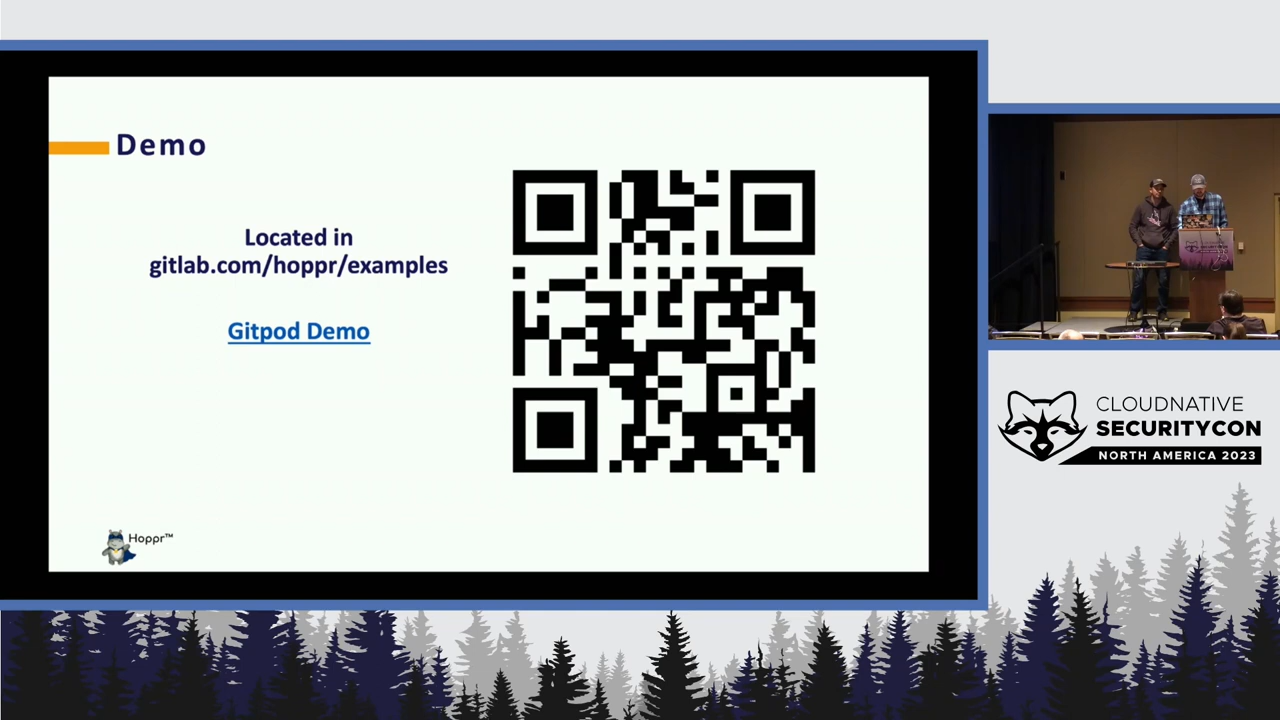 Demo
Located in
gitlab.com/hoppr/examples
Gitpod Demo
Hoppr™
CLOUDNATIVE
SECURITYCON
NORTH AMERICA 2023